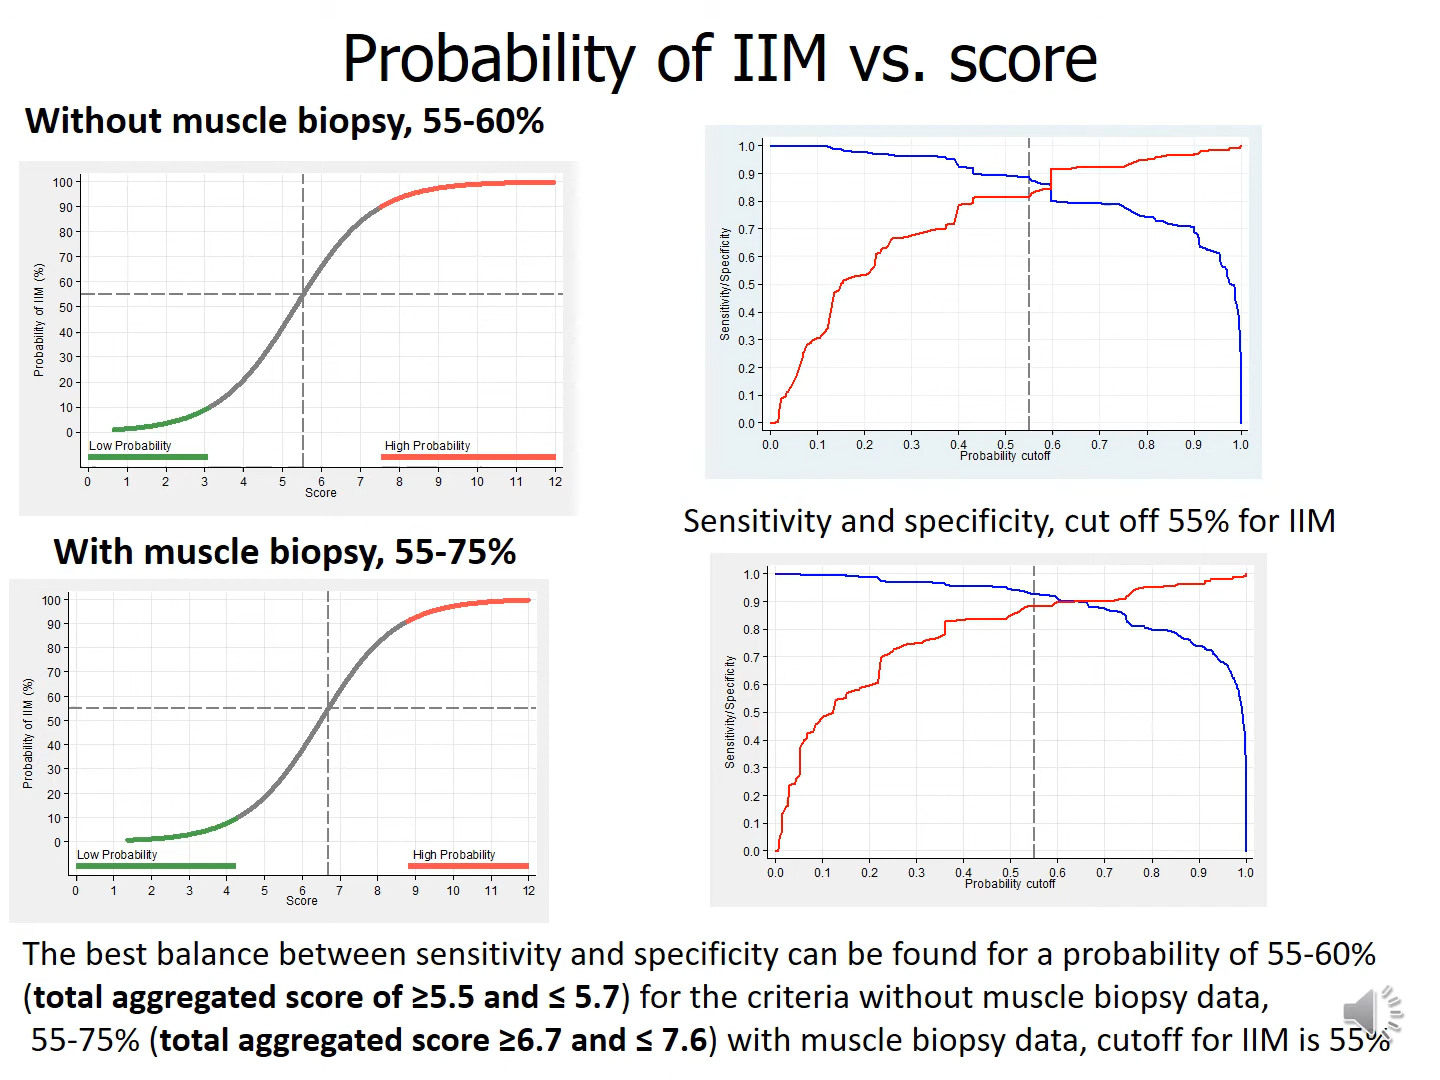 Probability of IIM vs. score
Without muscle biopsy, 55-60%
100
90
80
70
60
50
40
30
20
10
0
Probability of IIM (%)
Low Probability
High Probability
0 1 2 3 4 5 6 7 8 9 10 11 12
Score
1.0
0.9
0.8
0.7
0.6
0.5
0.4
0.3
0.2
0.1
0.0
Sensitivity/Specificity
0.0 0.1 0.2 0.3 0.4 0.5 0.6 0.7 0.8 0.9 1.0
Probability cutoff
Sensitivity and specificity, cut off 55% for IIM
With muscle biopsy, 55-75%
100
90
80
70
60
50
40
30
20
10
0
Probability of IIM (%)
Low Probability
High Probability
0 1 2 3 4 5 6 7 8 9 10 11 12
Score
1.0
0.9
0.8
0.7
0.6
0.5
0.4
0.3
0.2
0.1
0.0
Sensitivity/Specificity
0.0 0.1 0.2 0.3 0.4 0.5 0.6 0.7 0.8 0.9 1.0
Probability cutoff
The best balance between sensitivity and specificity can be found for a probability of 55-60%
(total aggregated score of ≥5.5 and ≤ 5.7) for the criteria without muscle biopsy data,
55-75% (total aggregated score ≥6.7 and ≤ 7.6) with muscle biopsy data, cutoff for IIM is 55%